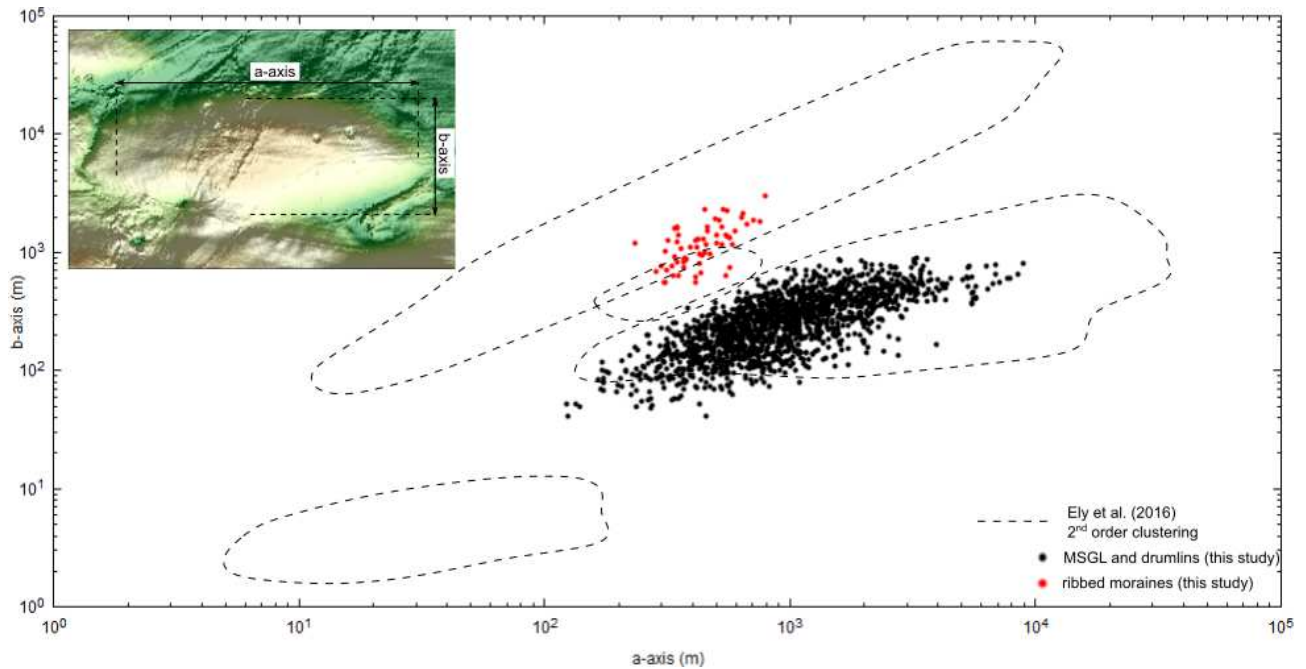 10⁵
10⁴
10³
10²
10¹
10⁰
b-axis (m)
a-axis
b-axis
Ely et al. (2016)
2ⁿᵈ order clustering
MSGL and drumlins (this study)
ribbed moraines (this study)
10⁰ 10¹ 10² 10³ 10⁴ 10⁵
a-axis (m)